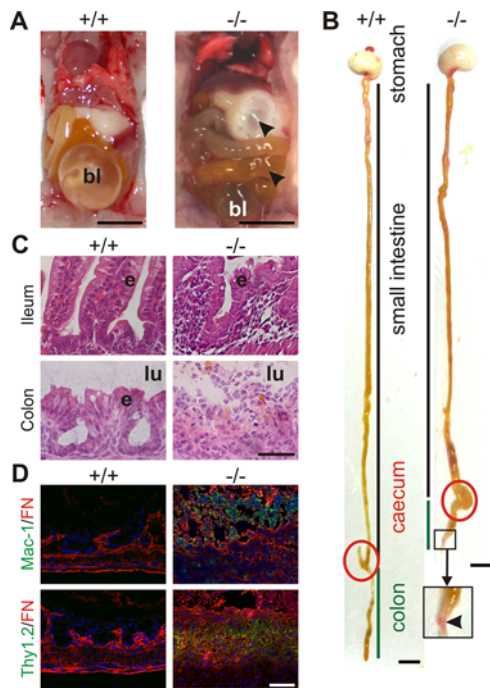 A
+/+
-/-
bl
bl
B
+/+
-/-
stomach
small intestine
caecum
colon
C
+/+
-/-
Ileum
e
e
Colon
lu
e
lu
D
+/+
-/-
Mac-1/FN
Thy1.2/FN